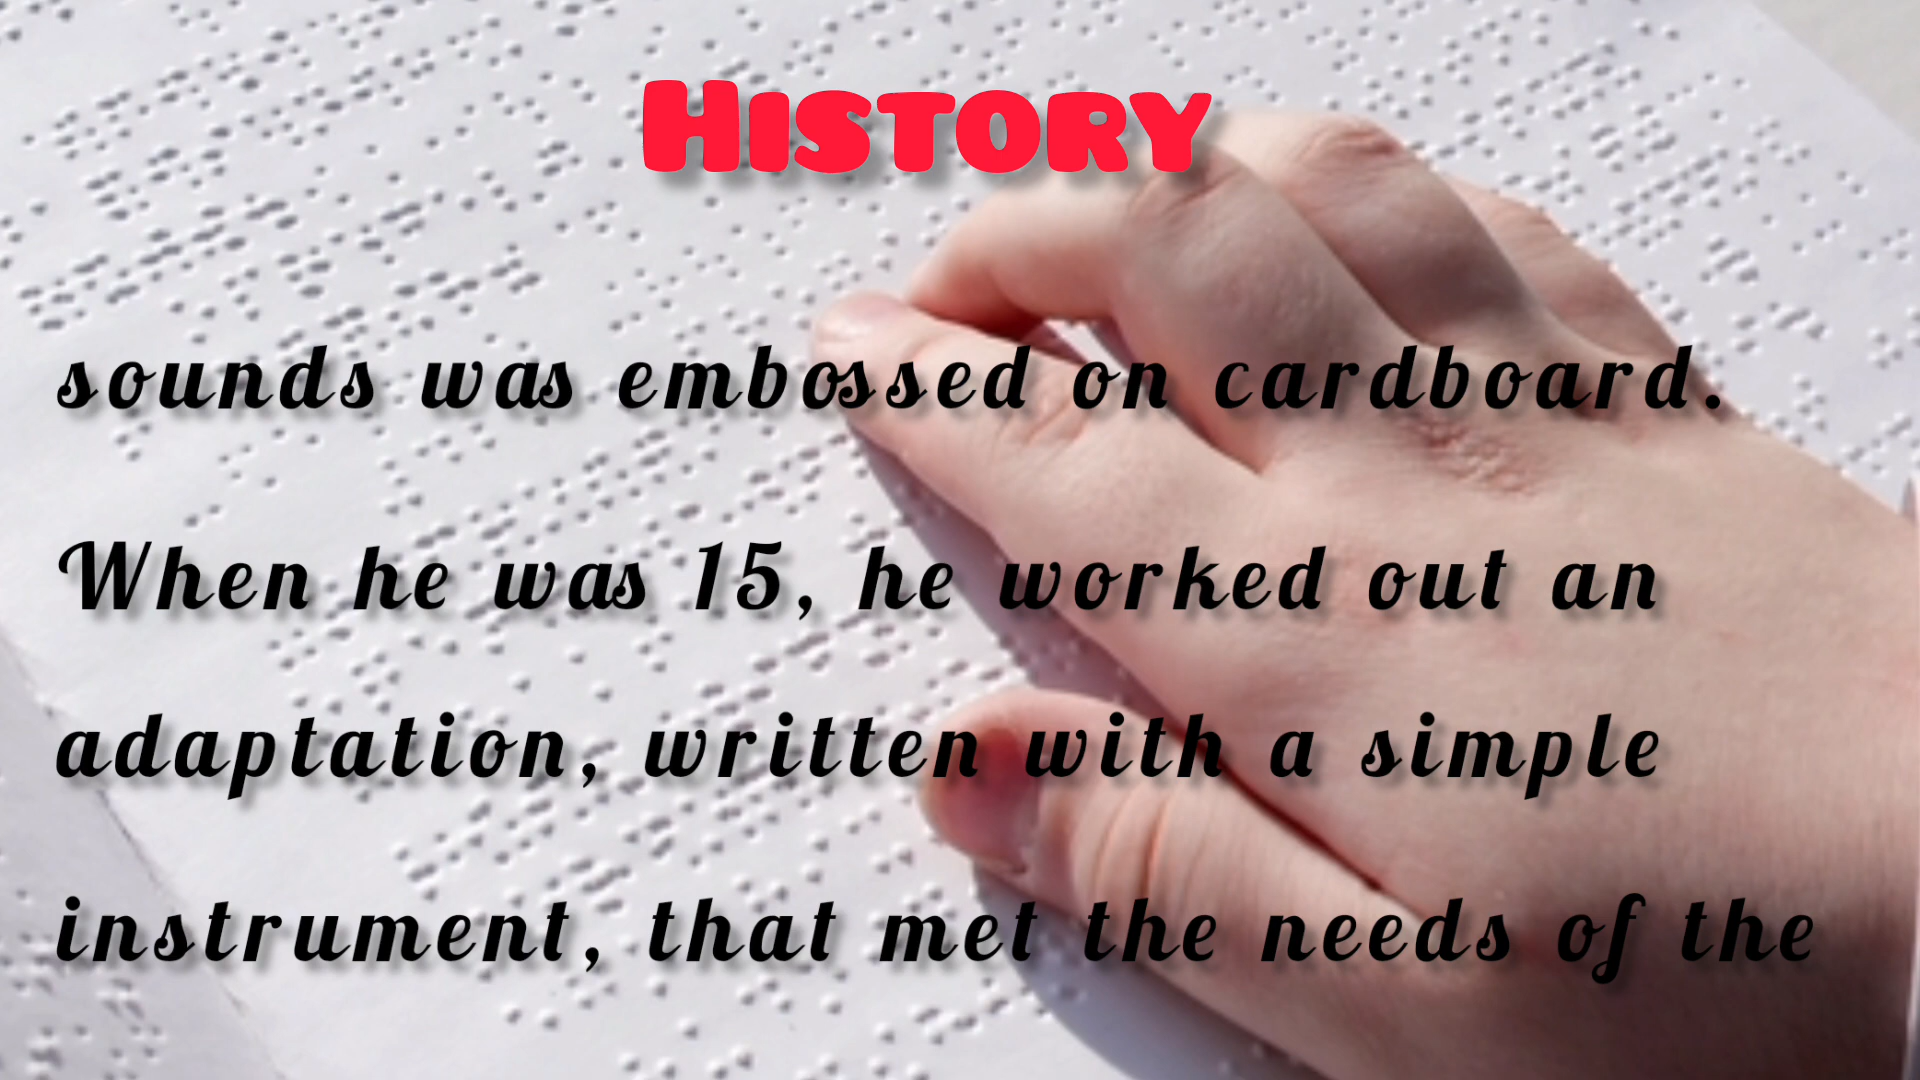 History
sounds was embossed on cardboard.
When he was 15, he worked out an
adaptation, written with a simple
instrument, that met the needs of the